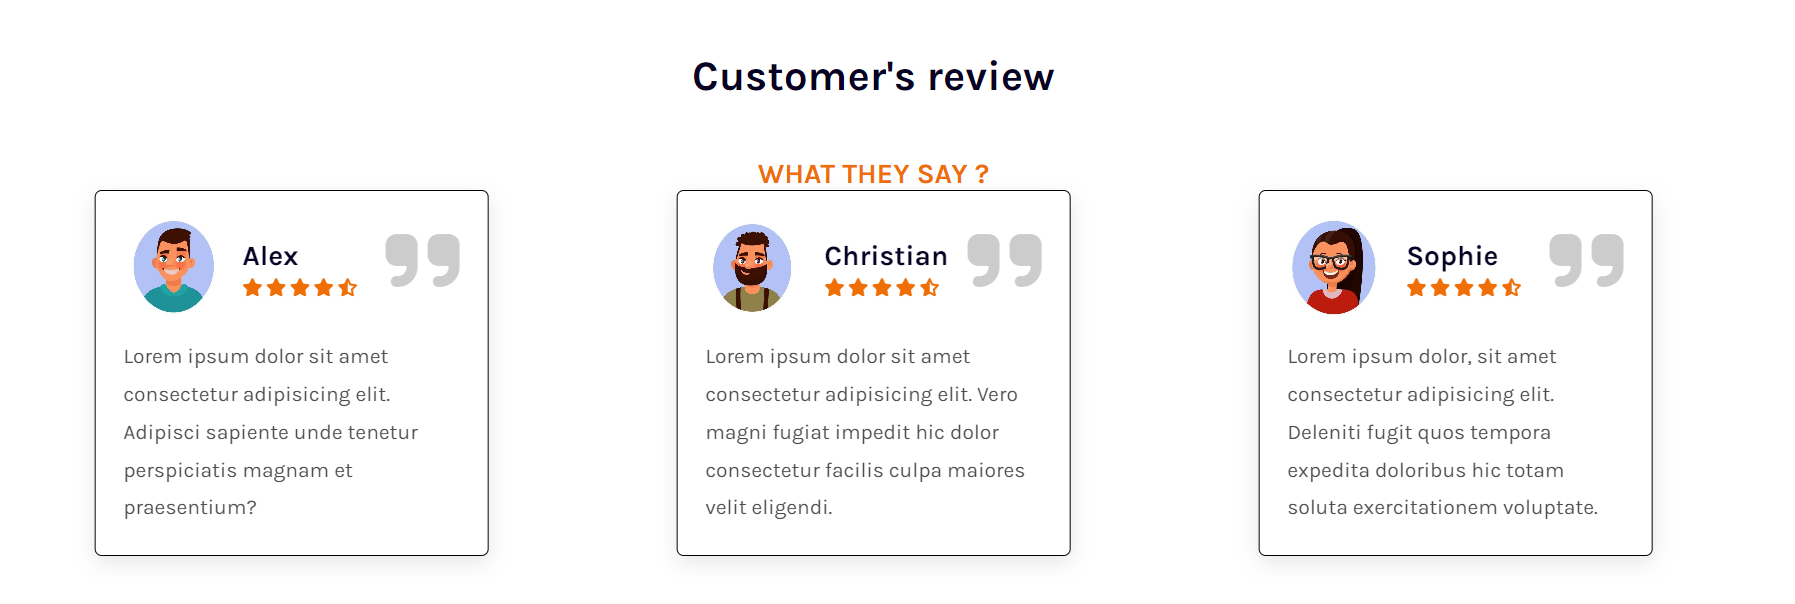 Customer's review
WHAT THEY SAY ?
Alex
Lorem ipsum dolor sit amet
consectetur adipisicing elit.
Adipisci sapiente unde tenetur
perspiciatis magnam et
praesentium?
Christian
Lorem ipsum dolor sit amet
consectetur adipisicing elit. Vero
magni fugiat impedit hic dolor
consectetur facilis culpa maiores
velit eligendi.
Sophie
Lorem ipsum dolor, sit amet
consectetur adipisicing elit.
Deleniti fugit quos tempora
expedita doloribus hic totam
soluta exercitationem voluptate.